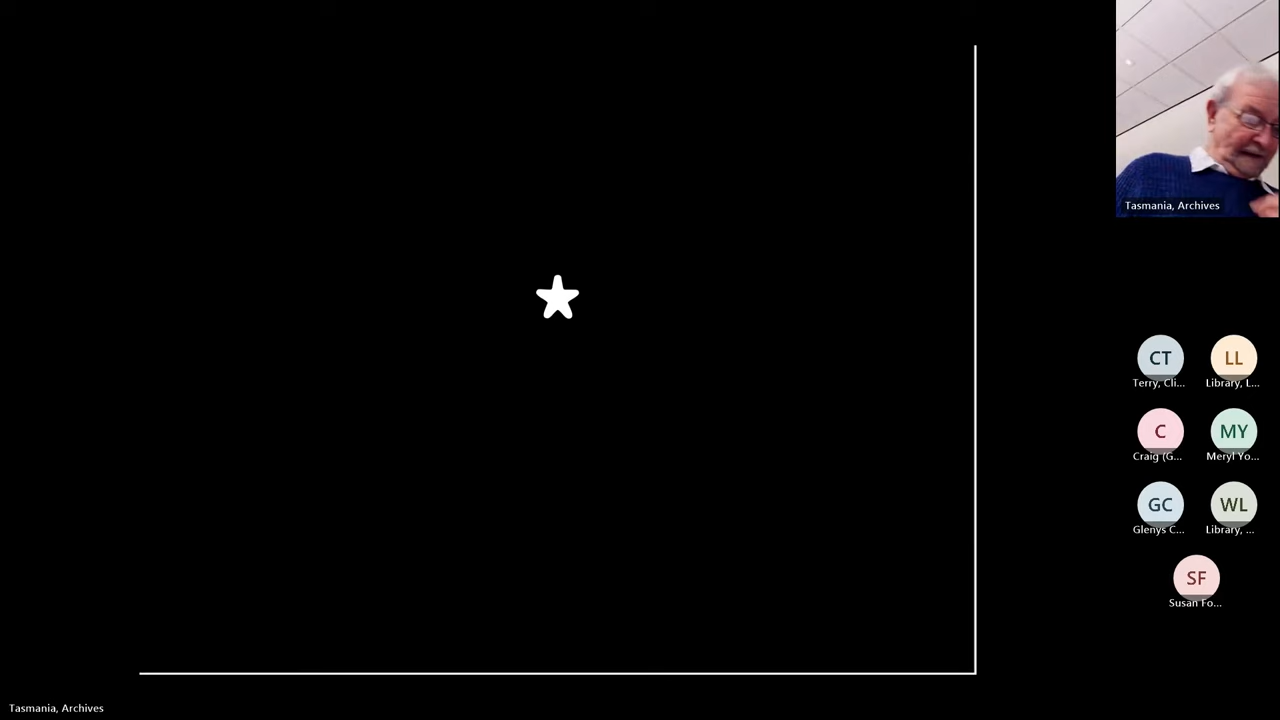 Tasmania, Archives
CT
Terry, Cli...
LL
Library, L...
C
Craig (G...
MY
Meryl Yo...
GC
Glenys C...
WL
Library, ...
SF
Susan Fo...
Tasmania, Archives